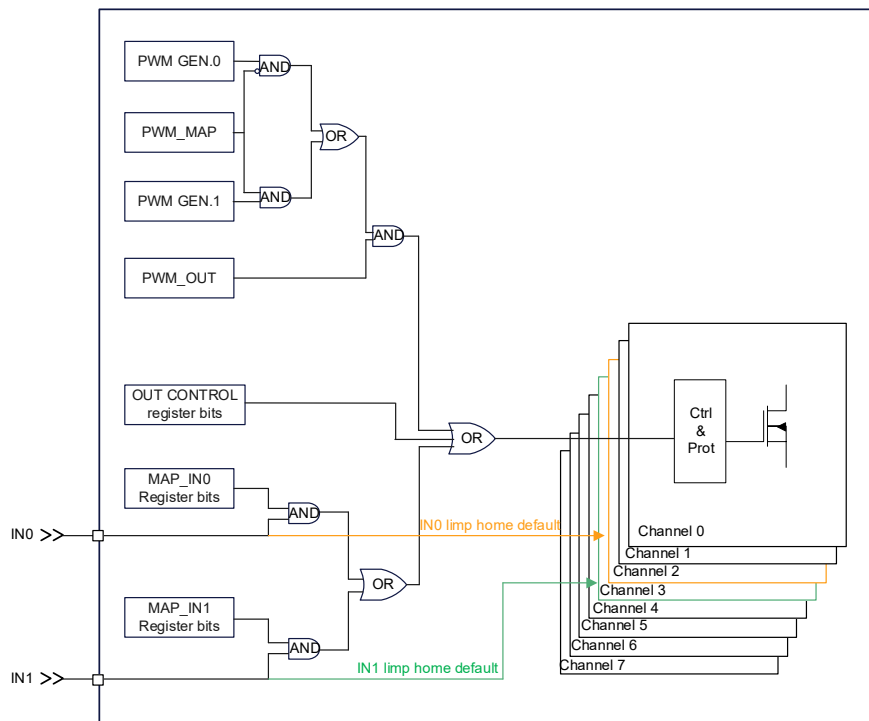 PWM GEN.0
AND
PWM_MAP
OR
PWM GEN.1
AND
AND
PWM_OUT
OUT CONTROL
register bits
OR
Ctrl
&
Prot
MAP_IN0
Register bits
AND
IN0
IN0 limp home default
Channel 0
Channel 1
Channel 2
Channel 3
Channel 4
Channel 5
Channel 6
Channel 7
OR
MAP_IN1
Register bits
AND
IN1
IN1 limp home default